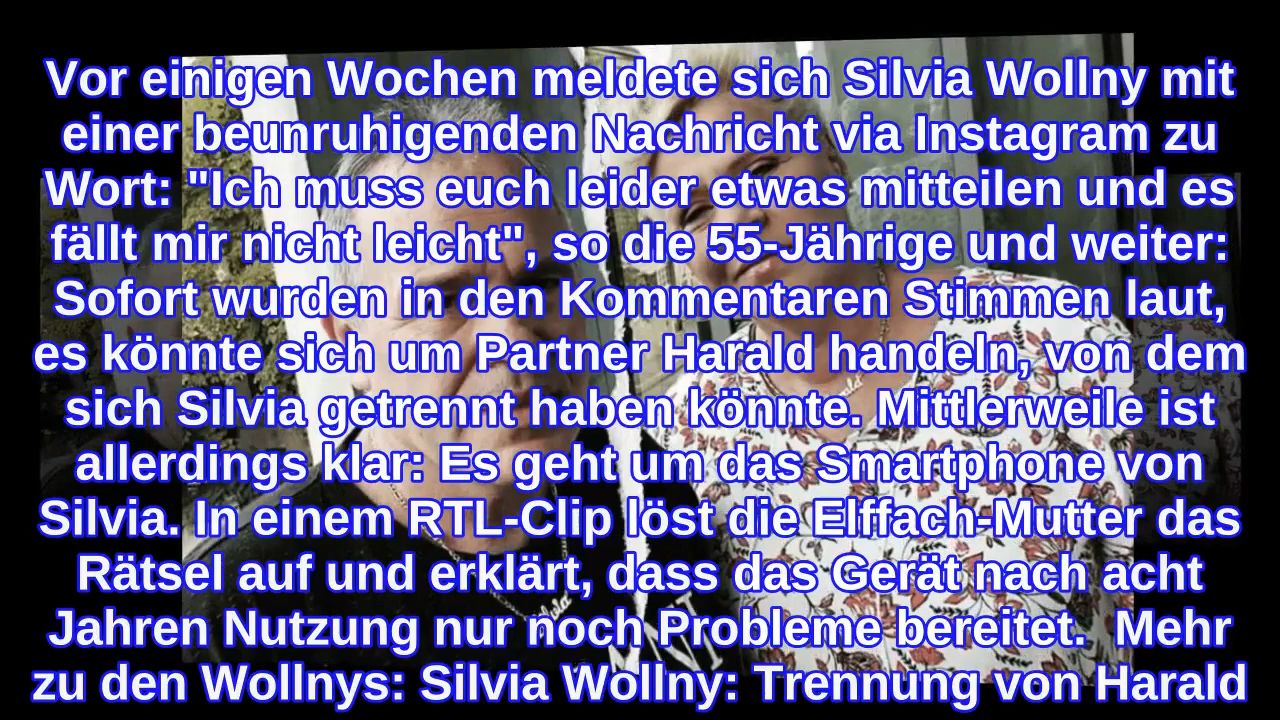 Vor einigen Wochen meldete sich Silvia Wollny mit
einer beunruhigenden Nachricht via Instagram zu
Wort: "Ich muss euch leider etwas mitteilen und es
fällt mir nicht leicht", so die 55-Jährige und weiter:
Sofort wurden in den Kommentaren Stimmen laut,
es könnte sich um Partner Harald handeln, von dem
sich Silvia getrennt haben könnte. Mittlerweile ist
allerdings klar: Es geht um das Smartphone von
Silvia. In einem RTL-Clip löst die Elffach-Mutter das
Rätsel auf und erklärt, dass das Gerät nach acht
Jahren Nutzung nur noch Probleme bereitet.  Mehr
zu den Wollnys: Silvia Wollny: Trennung von Harald